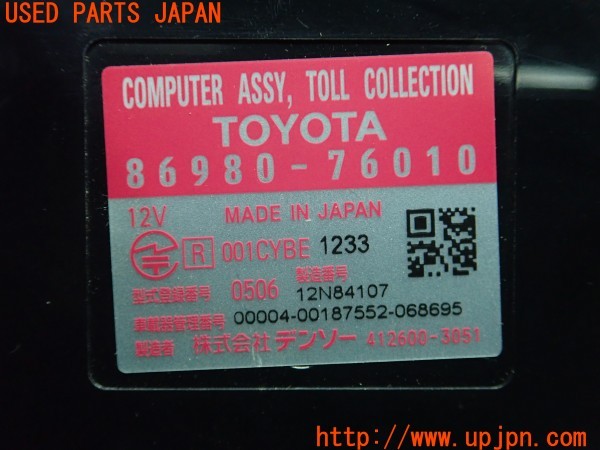 USED PARTS JAPAN
COMPUTER ASSY, TOLL COLLECTION
TOYOTA
86980-76010
12V MADE IN JAPAN
R 001CYBE 1233
型式登録番号 0506 製造番号 12N84107
車載器管理番号 00004-00187552-068695
製造者 株式会社 デンソー 412600-3051
http://www.upjpn.com/